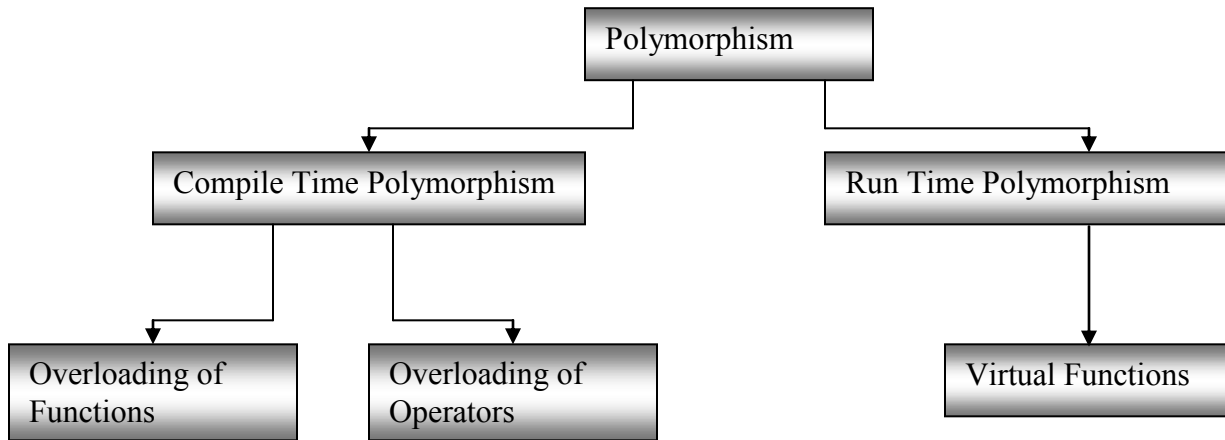 Polymorphism
Compile Time Polymorphism
Run Time Polymorphism
Overloading of
Functions
Overloading of
Operators
Virtual Functions